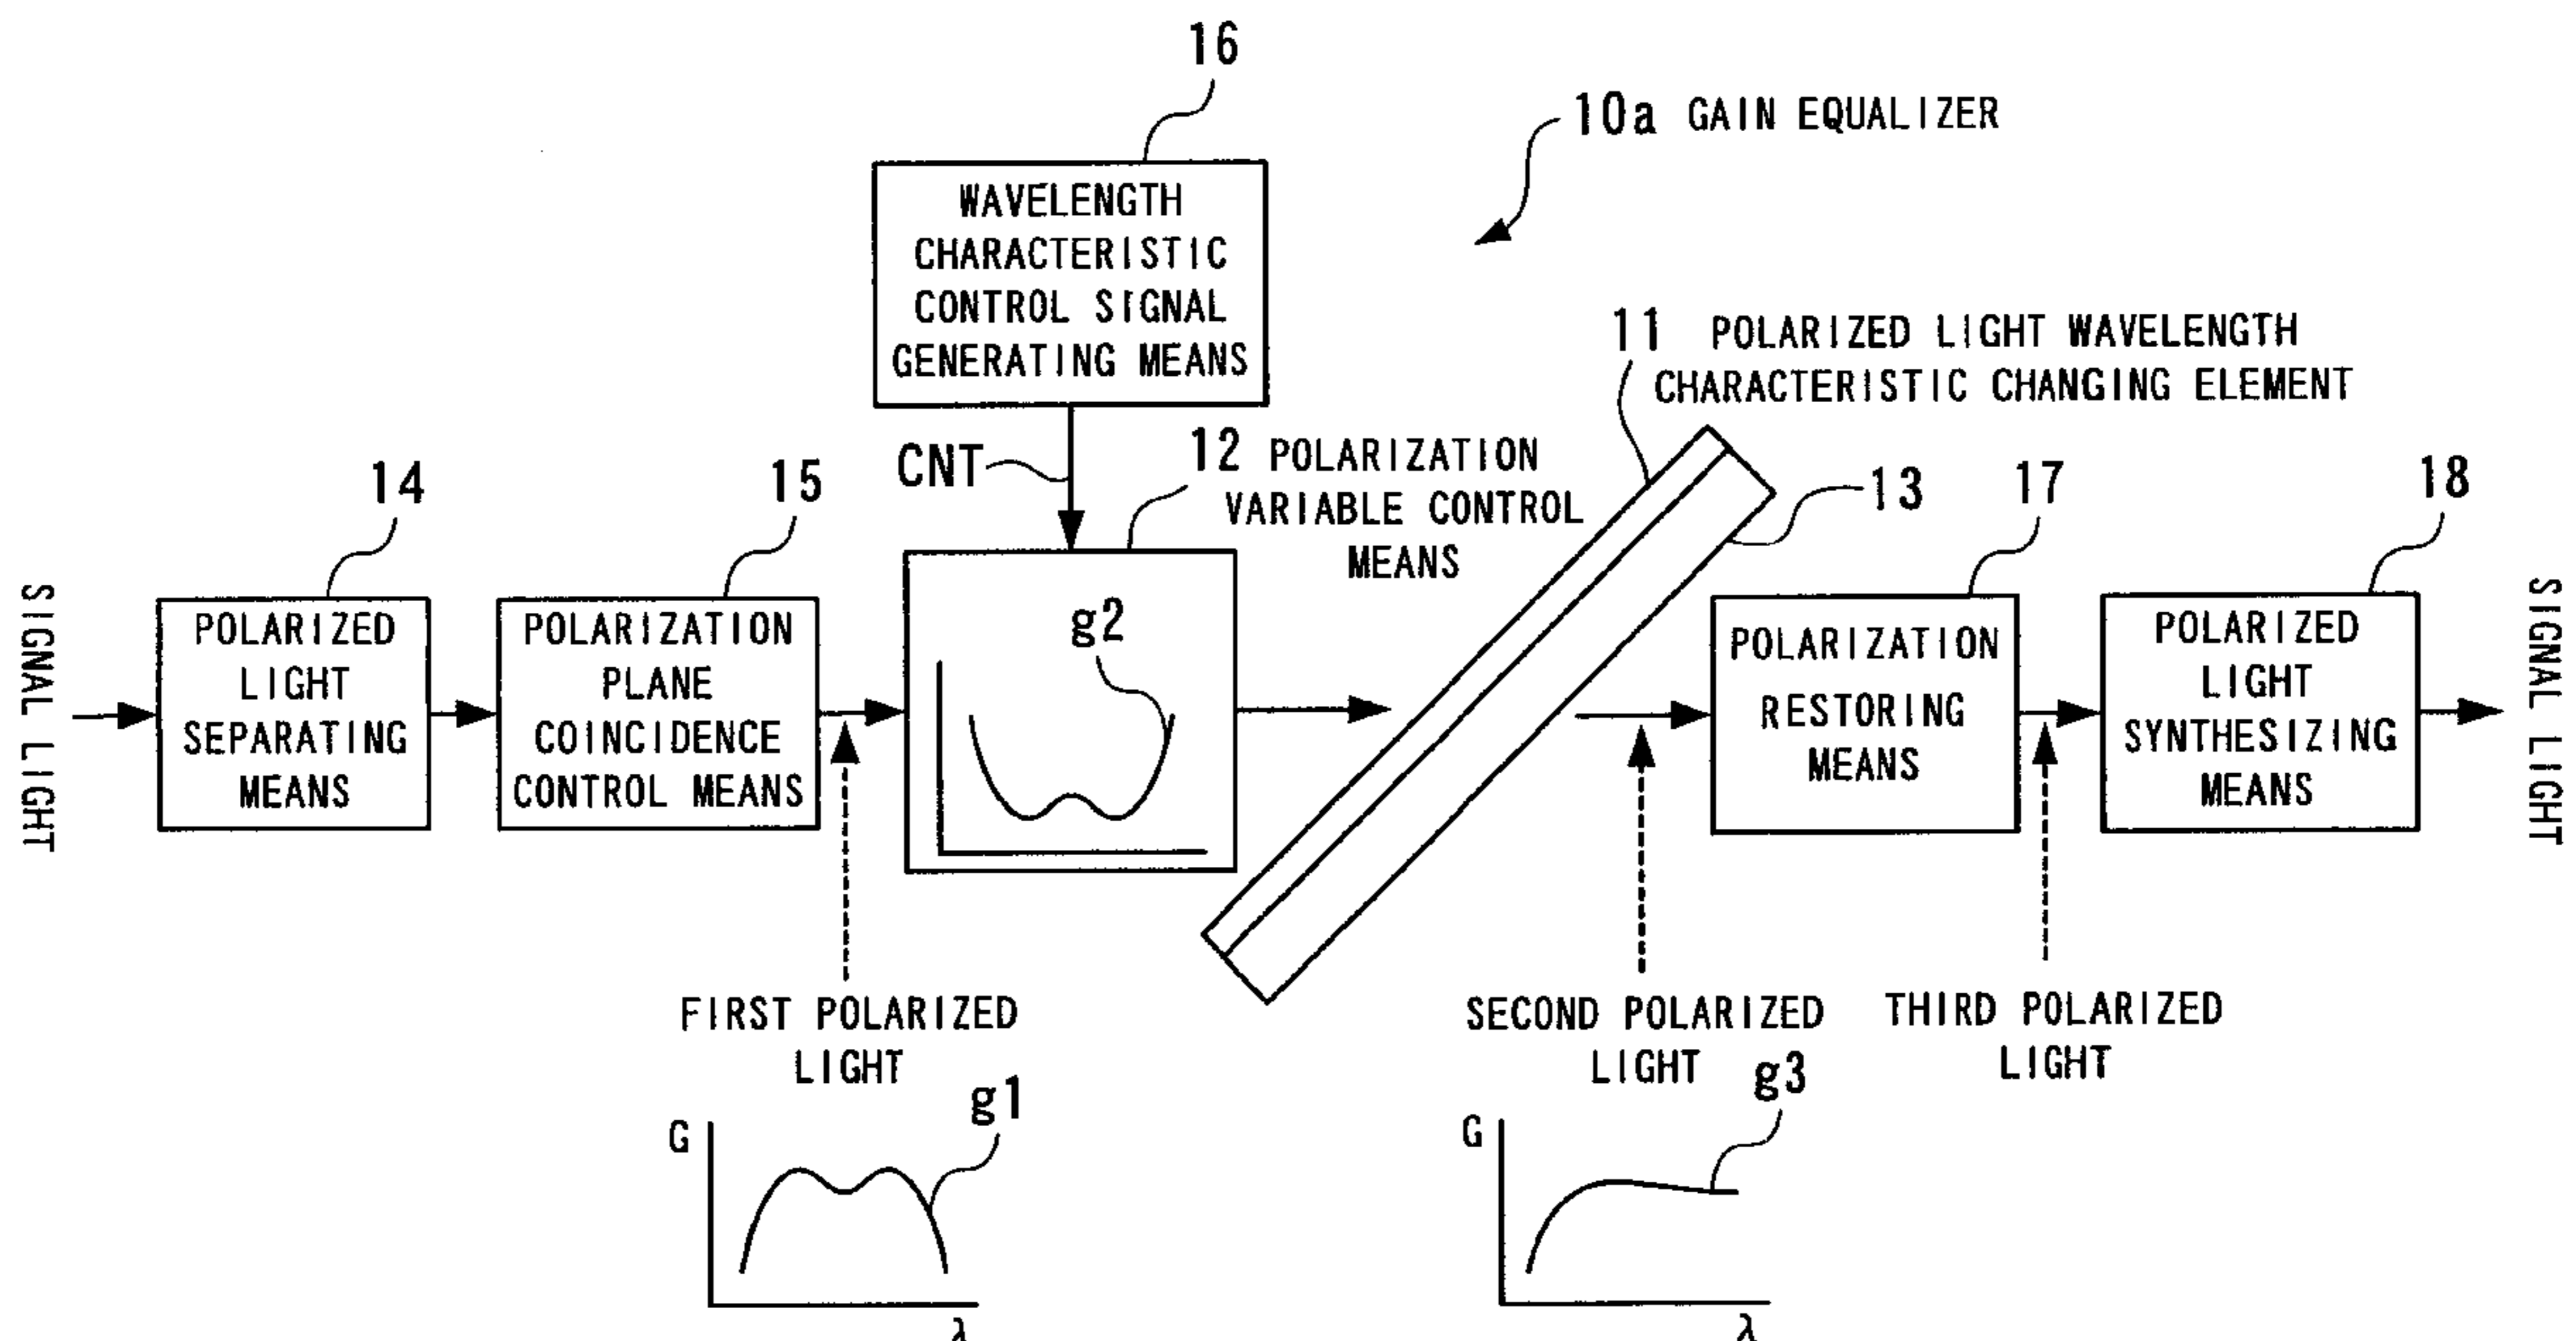 16
10a GAIN EQUALIZER
WAVELENGTH
CHARACTERISTIC
CONTROL SIGNAL
GENERATING MEANS
11 POLARIZED LIGHT WAVELENGTH
CHARACTERISTIC CHANGING ELEMENT
CNT
12 POLARIZATION
VARIABLE CONTROL
MEANS
13
14
15
17
18
SIGNAL LIGHT
POLARIZED
LIGHT
SEPARATING
MEANS
POLARIZATION
PLANE
COINCIDENCE
CONTROL MEANS
g2
POLARIZATION
RESTORING
MEANS
POLARIZED
LIGHT
SYNTHESIZING
MEANS
SIGNAL LIGHT
FIRST POLARIZED
LIGHT
g1
G
λ
SECOND POLARIZED
LIGHT
g3
G
λ
THIRD POLARIZED
LIGHT